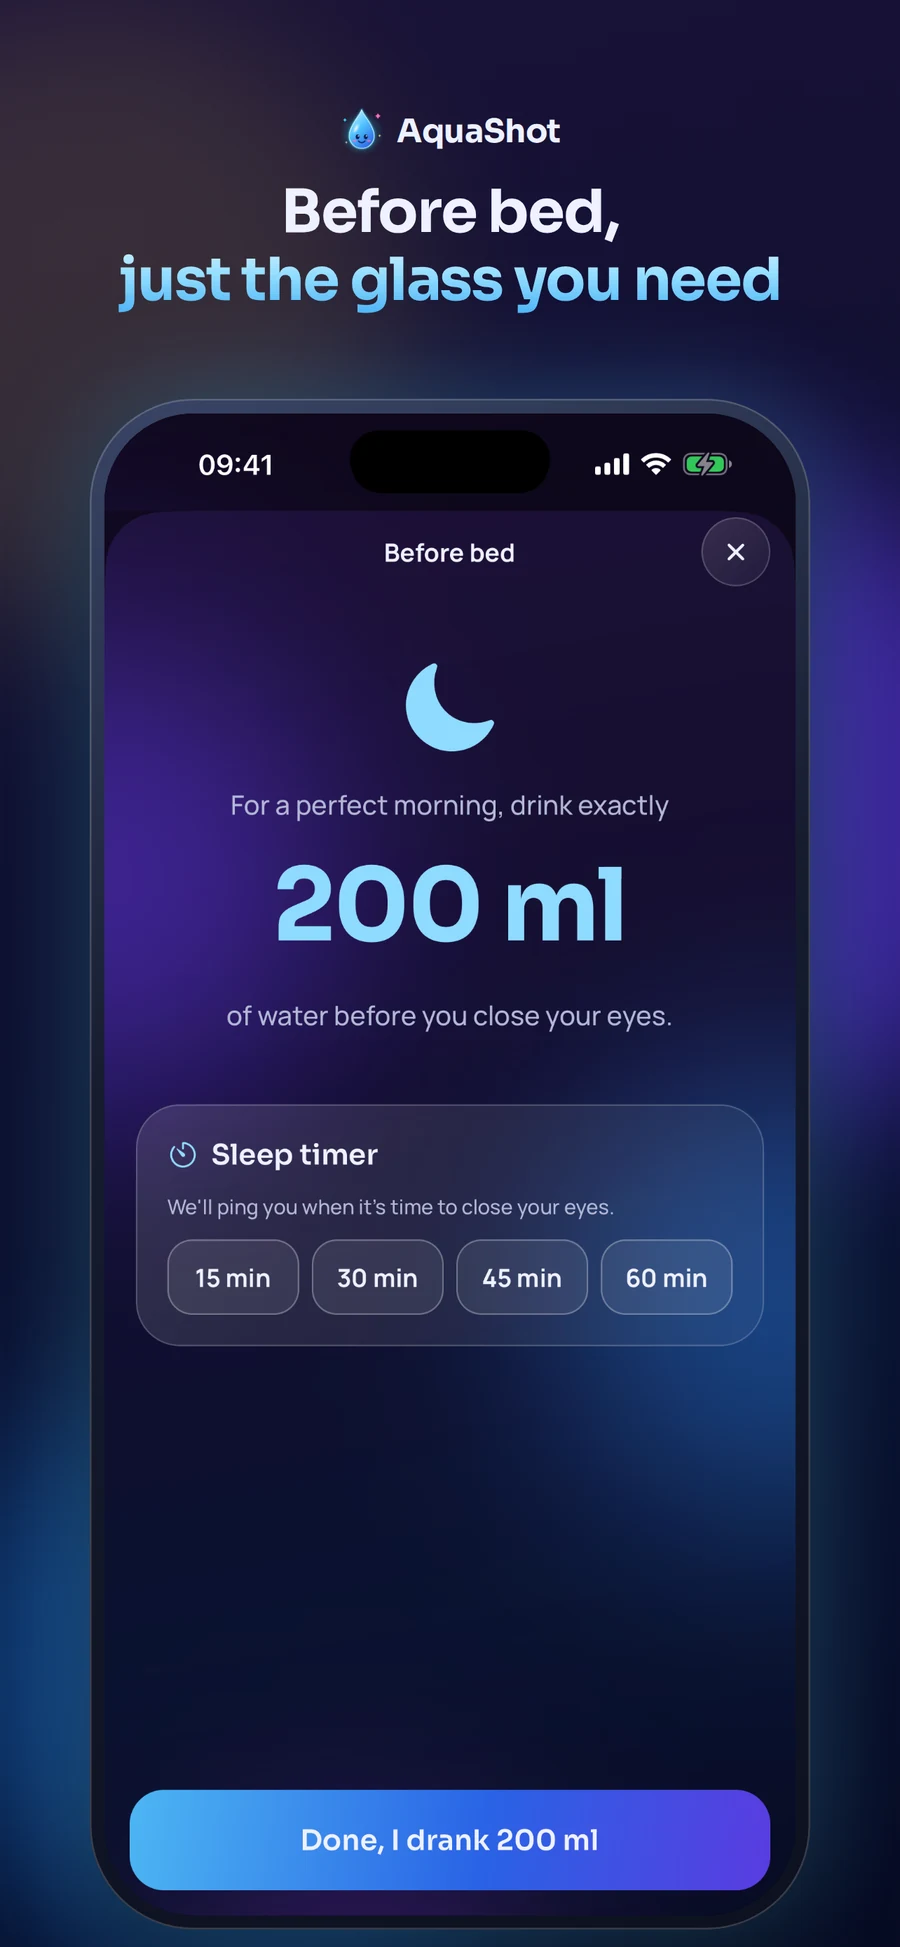 AquaShot
Before bed,
just the glass you need
09:41
Before bed
For a perfect morning, drink exactly
200 ml
of water before you close your eyes.
Sleep timer
We'll ping you when it's time to close your eyes.
15 min
30 min
45 min
60 min
Done, I drank 200 ml